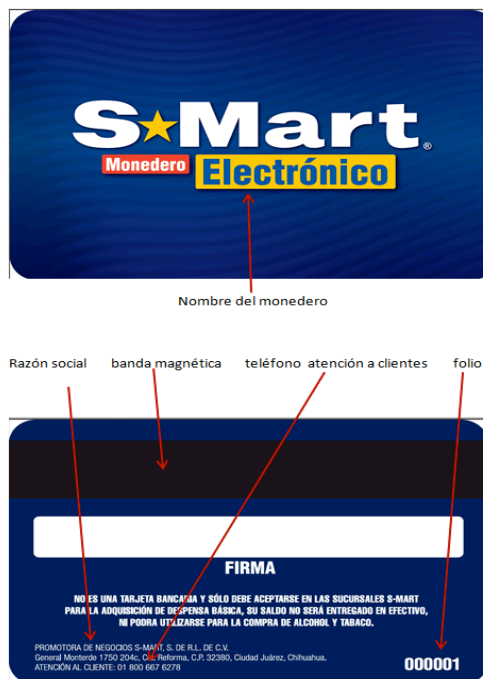 S★Mart®
Monedero Electrónico
Nombre del monedero
Razón social banda magnética teléfono atención a clientes folio
FIRMA
NO ES UNA TARJETA BANCARIA Y SÓLO DEBE ACEPTARSE EN LAS SUCURSALES S-MART
PARA LA ADQUISICIÓN DE DESPENSA BÁSICA, SU SALDO NO SERÁ ENTREGADO EN EFECTIVO,
NI PODRA UTILIZARSE PARA LA COMPRA DE ALCOHOL Y TABACO.
PROMOTORA DE NEGOCIOS S-MART, S. DE R.L. DE C.V.
General Monterde 1750 204c, Col. Reforma, C.P. 32380, Ciudad Juárez, Chihuahua.
ATENCIÓN AL CLIENTE: 01 800 667 6278
000001